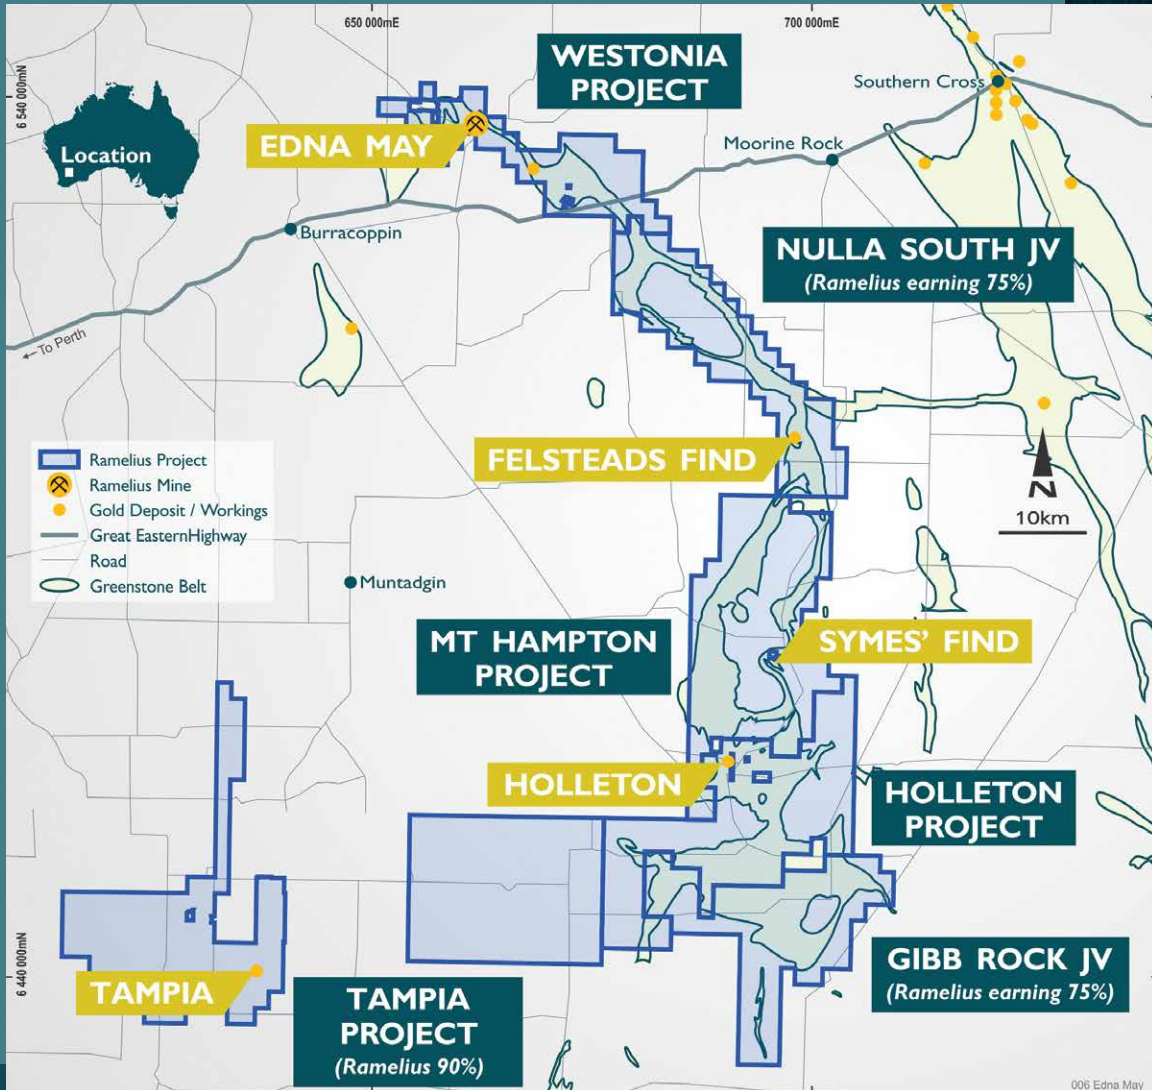 650 000mE
700 000mE
6 540 000mN
WESTONIA
PROJECT
Southern Cross
Location
EDNA MAY
Moorine Rock
Burracoppin
NULLA SOUTH JV
(Ramelius earning 75%)
←To Perth
FELSTEADS FIND
Ramelius Project
Ramelius Mine
Gold Deposit / Workings
Great EasternHighway
Road
Greenstone Belt
N
10km
Muntadgin
MT HAMPTON
PROJECT
SYMES’ FIND
HOLLETON
HOLLETON
PROJECT
6 440 000mN
TAMPIA
TAMPIA
PROJECT
(Ramelius 90%)
GIBB ROCK JV
(Ramelius earning 75%)
006 Edna May